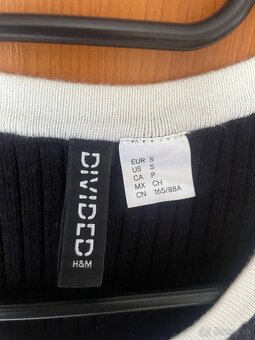 DIVIDED
H&M
EUR S
US S
CA P
MX CH
CN 165/88A